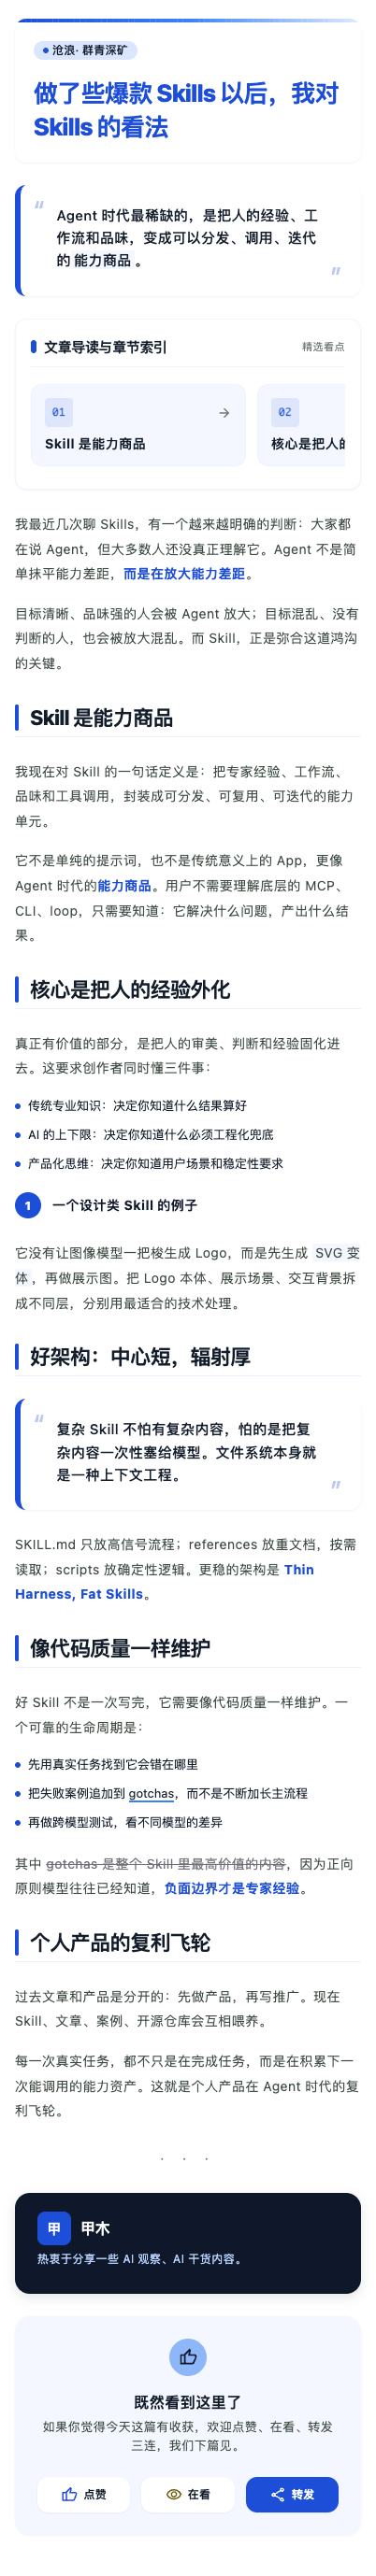 沧浪· 群青深矿
做了些爆款 Skills 以后，我对
Skills 的看法
“
Agent 时代最稀缺的，是把人的经验、工
作流和品味，变成可以分发、调用、迭代
的 能力商品 。
”
文章导读与章节索引 精选看点
01 → 02
Skill 是能力商品 核心是把人的
我最近几次聊 Skills，有一个越来越明确的判断：大家都
在说 Agent，但大多数人还没真正理解它。Agent 不是简
单抹平能力差距，而是在放大能力差距。
目标清晰、品味强的人会被 Agent 放大；目标混乱、没有
判断的人，也会被放大混乱。而 Skill，正是弥合这道鸿沟
的关键。
Skill 是能力商品
我现在对 Skill 的一句话定义是：把专家经验、工作流、
品味和工具调用，封装成可分发、可复用、可迭代的能力
单元。
它不是单纯的提示词，也不是传统意义上的 App，更像
Agent 时代的能力商品。用户不需要理解底层的 MCP、
CLI、loop，只需要知道：它解决什么问题，产出什么结
果。
核心是把人的经验外化
真正有价值的部分，是把人的审美、判断和经验固化进
去。这要求创作者同时懂三件事：
传统专业知识：决定你知道什么结果算好
AI 的上下限：决定你知道什么必须工程化兜底
产品化思维：决定你知道用户场景和稳定性要求
1 一个设计类 Skill 的例子
它没有让图像模型一把梭生成 Logo，而是先生成 SVG 变
体 ，再做展示图。把 Logo 本体、展示场景、交互背景拆
成不同层，分别用最适合的技术处理。
好架构：中心短，辐射厚
“
复杂 Skill 不怕有复杂内容，怕的是把复
杂内容一次性塞给模型。文件系统本身就
是一种上下文工程。
”
SKILL.md 只放高信号流程；references 放重文档，按需
读取；scripts 放确定性逻辑。更稳的架构是 Thin
Harness, Fat Skills。
像代码质量一样维护
好 Skill 不是一次写完，它需要像代码质量一样维护。一
个可靠的生命周期是：
先用真实任务找到它会错在哪里
把失败案例追加到 gotchas，而不是不断加长主流程
再做跨模型测试，看不同模型的差异
其中 gotchas 是整个 Skill 里最高价值的内容，因为正向
原则模型往往已经知道，负面边界才是专家经验。
个人产品的复利飞轮
过去文章和产品是分开的：先做产品，再写推广。现在
Skill、文章、案例、开源仓库会互相喂养。
每一次真实任务，都不只是在完成任务，而是在积累下一
次能调用的能力资产。这就是个人产品在 Agent 时代的复
利飞轮。
· · ·
甲 甲木
热衷于分享一些 AI 观察、AI 干货内容。
既然看到这里了
如果你觉得今天这篇有收获，欢迎点赞、在看、转发
三连，我们下篇见。
点赞 在看 转发